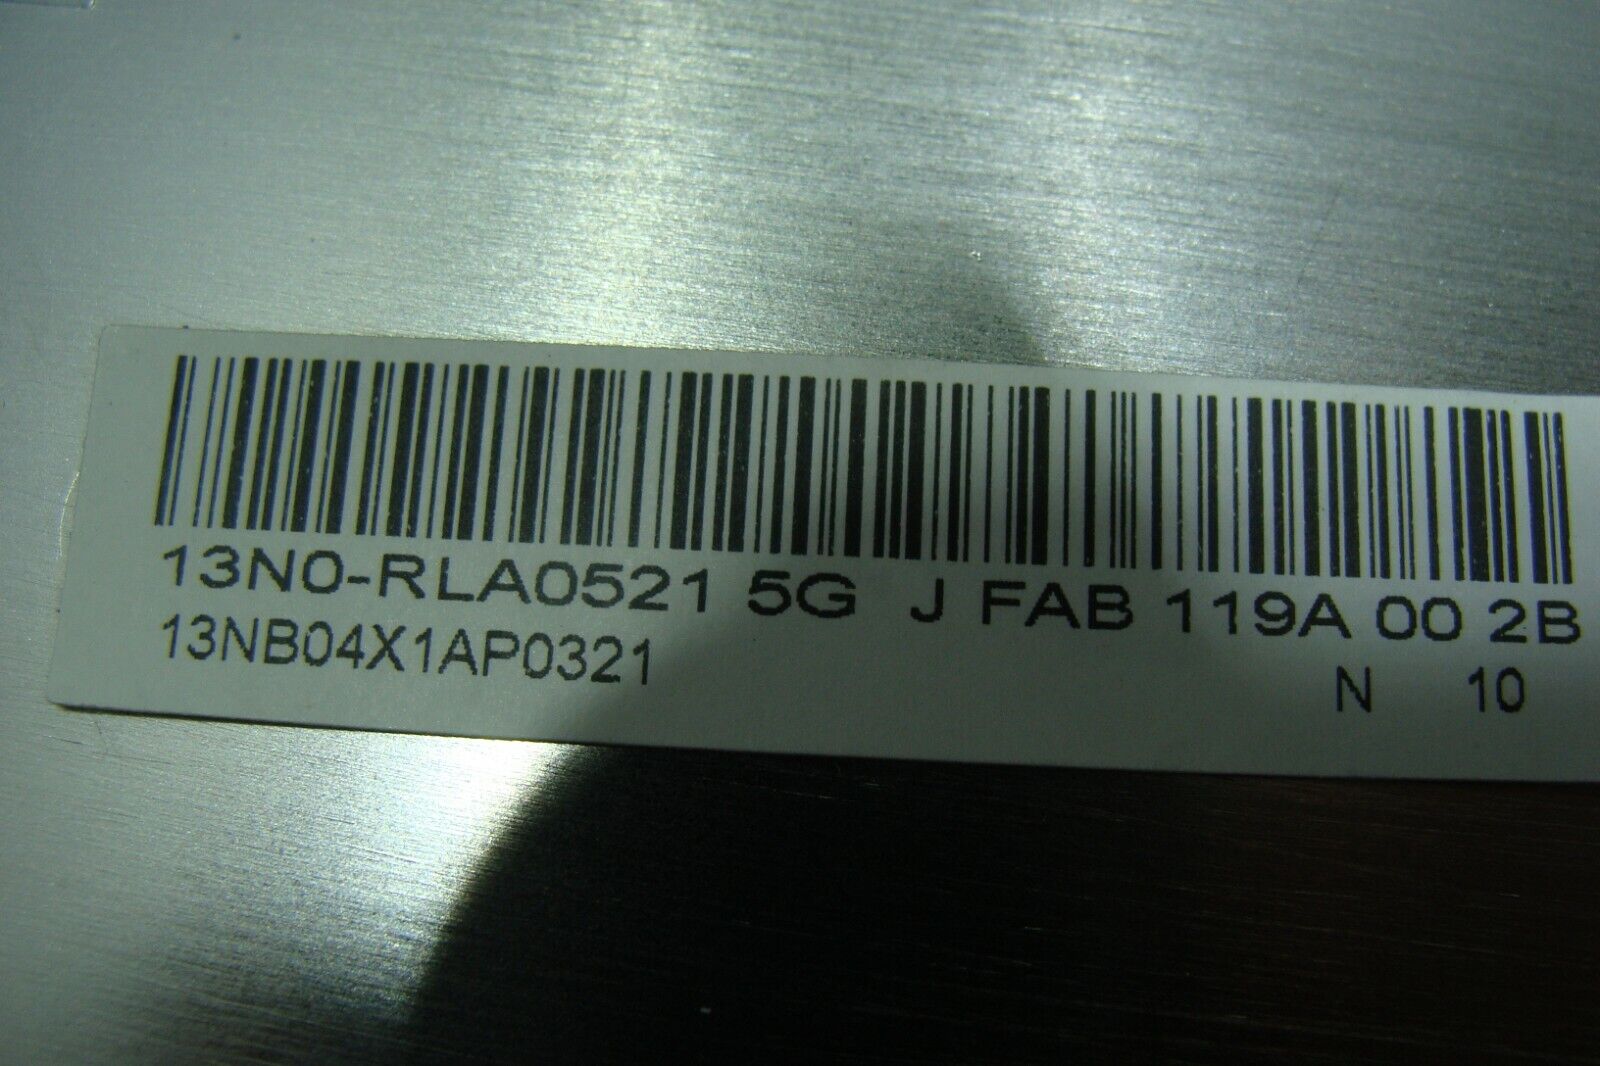 13N0-RLA0521 5G J FAB 119A 00 2B
13NB04X1AP0321
N 10